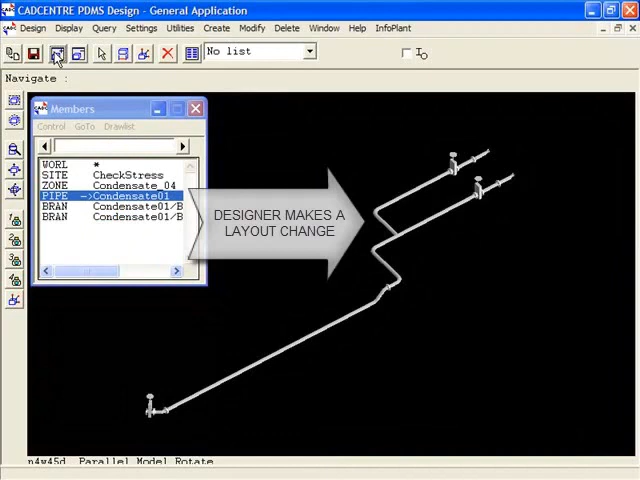 CADCENTRE PDMS Design - General Application
Design Display Query Settings Utilities Create Modify Delete Window Help InfoPlant
No list
Navigate :
Members
Control GoTo Drawlist
WORL *
SITE CheckStress
ZONE Condensate_04
PIPE ->Condensate01
BRAN Condensate01/B
BRAN Condensate01/B
DESIGNER MAKES A
LAYOUT CHANGE
n4w45d Parallel Model Rotate